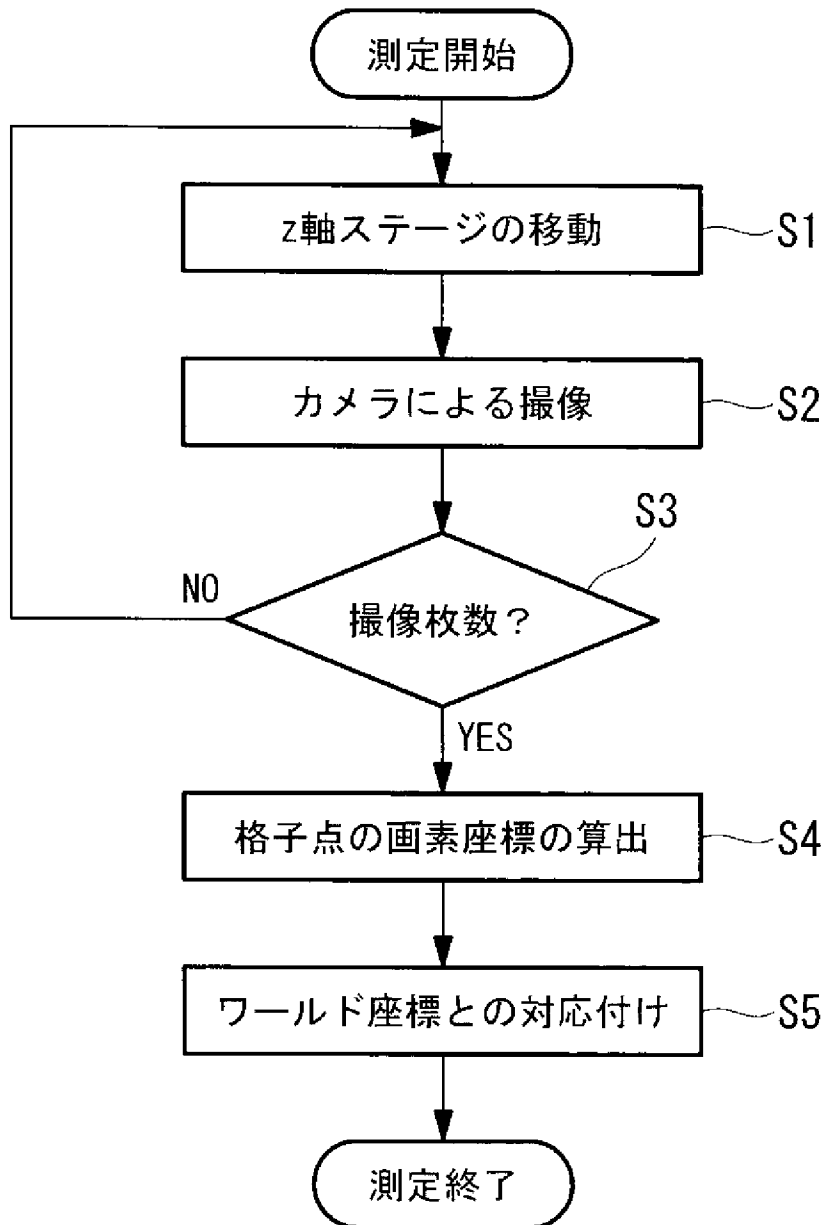 測定開始
z軸ステージの移動
S1
カメラによる撮像
S2
S3
撮像枚数?
NO
YES
格子点の画素座標の算出
S4
ワールド座標との対応付け
S5
測定終了